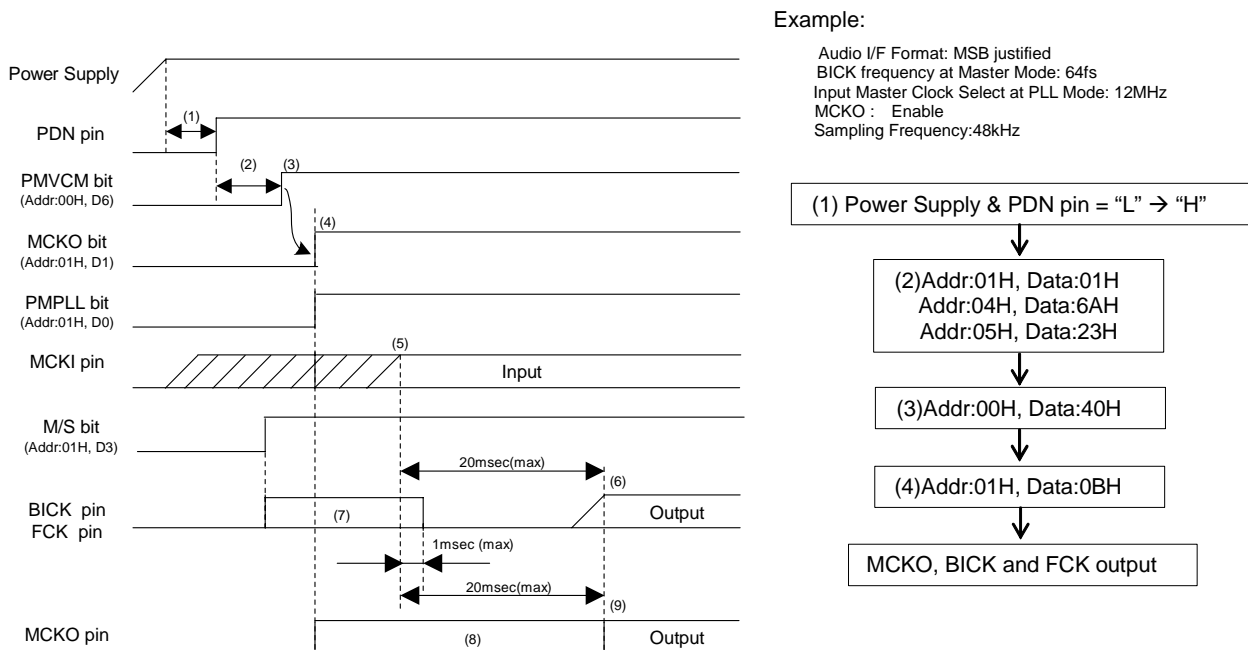 Example:
Audio I/F Format: MSB justified
BICK frequency at Master Mode: 64fs
Input Master Clock Select at PLL Mode: 12MHz
MCKO : Enable
Sampling Frequency:48kHz
Power Supply
(1)
PDN pin
(2)
(3)
PMVCM bit
(Addr:00H, D6)
(4)
MCKO bit
(Addr:01H, D1)
PMPLL bit
(Addr:01H, D0)
(5)
MCKI pin
Input
M/S bit
(Addr:01H, D3)
20msec(max)
(6)
BICK pin
FCK pin
(7)
Output
1msec (max)
20msec(max)
(9)
MCKO pin
(8)
Output
(1) Power Supply & PDN pin = “L” → “H”
(2)Addr:01H, Data:01H
Addr:04H, Data:6AH
Addr:05H, Data:23H
(3)Addr:00H, Data:40H
(4)Addr:01H, Data:0BH
MCKO, BICK and FCK output